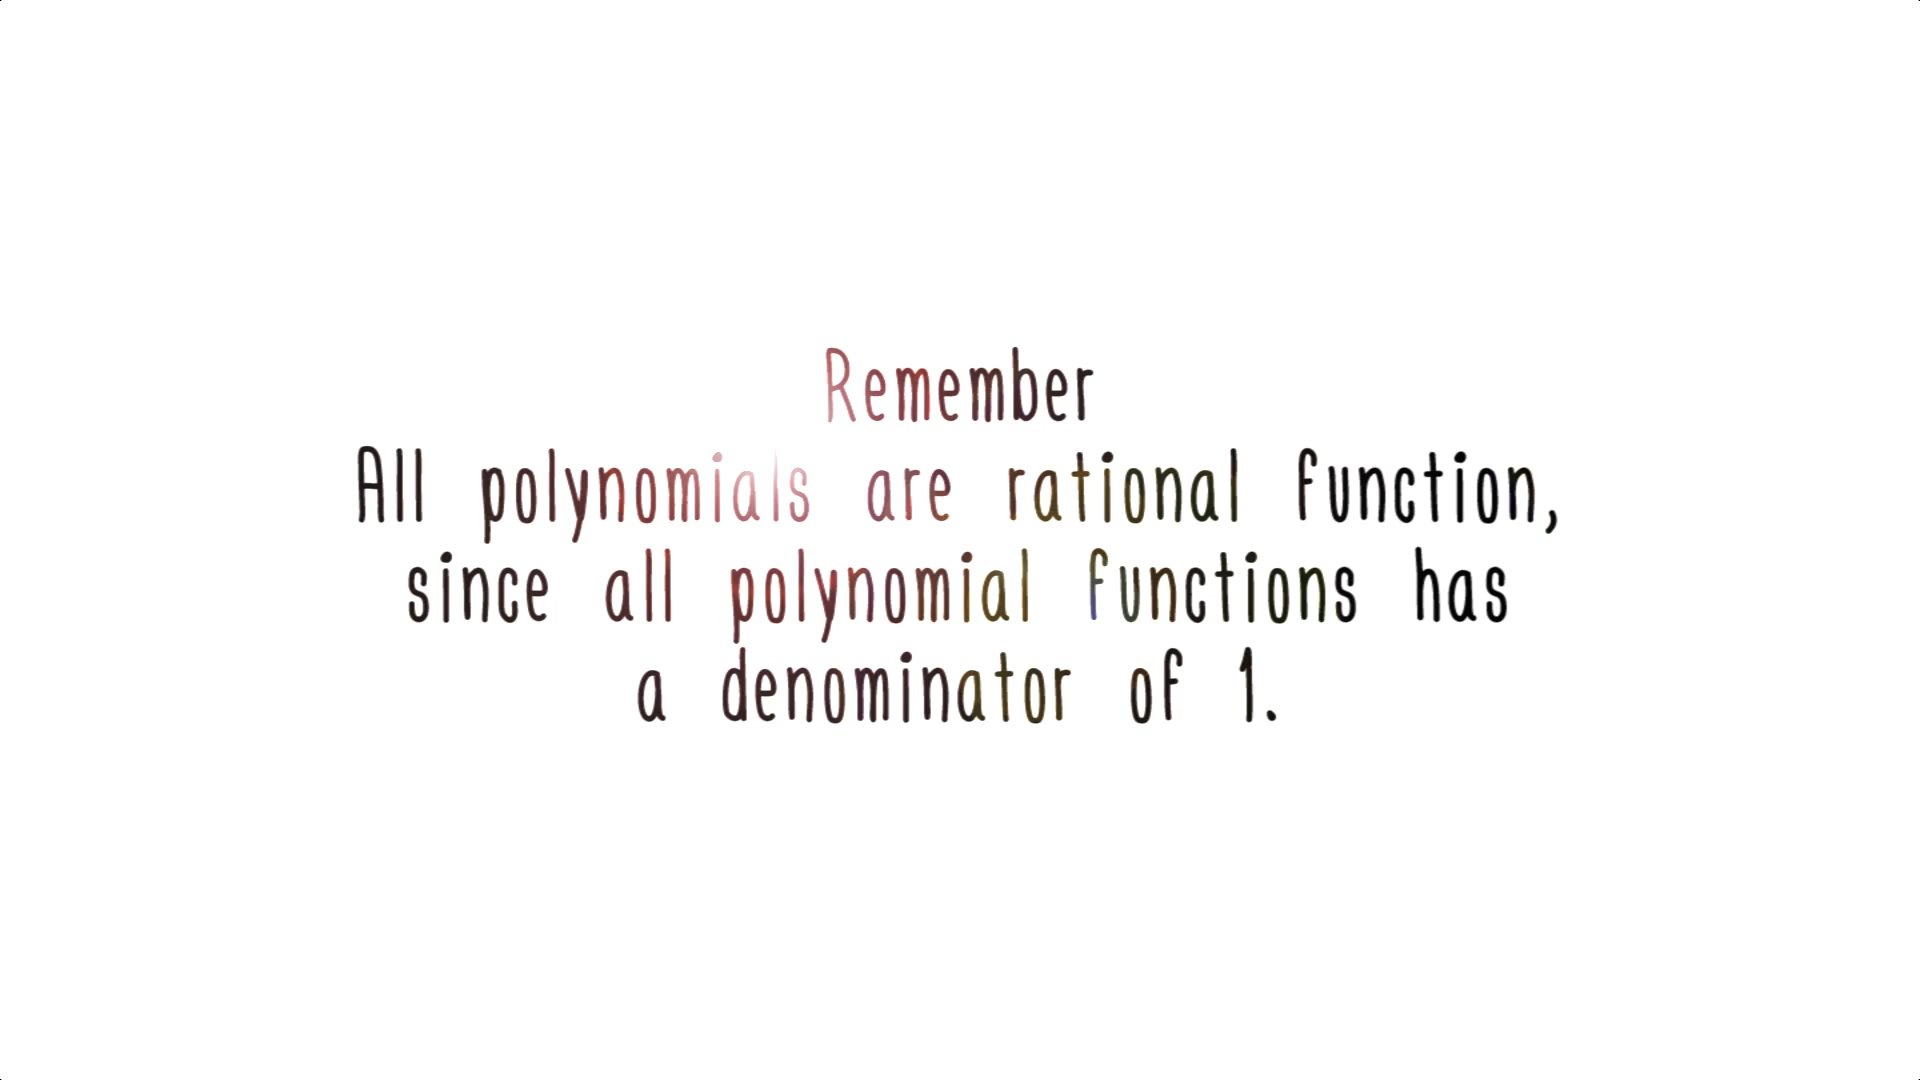 Remember
All polynomials are rational function,
since all polynomial functions has
a denominator of 1.